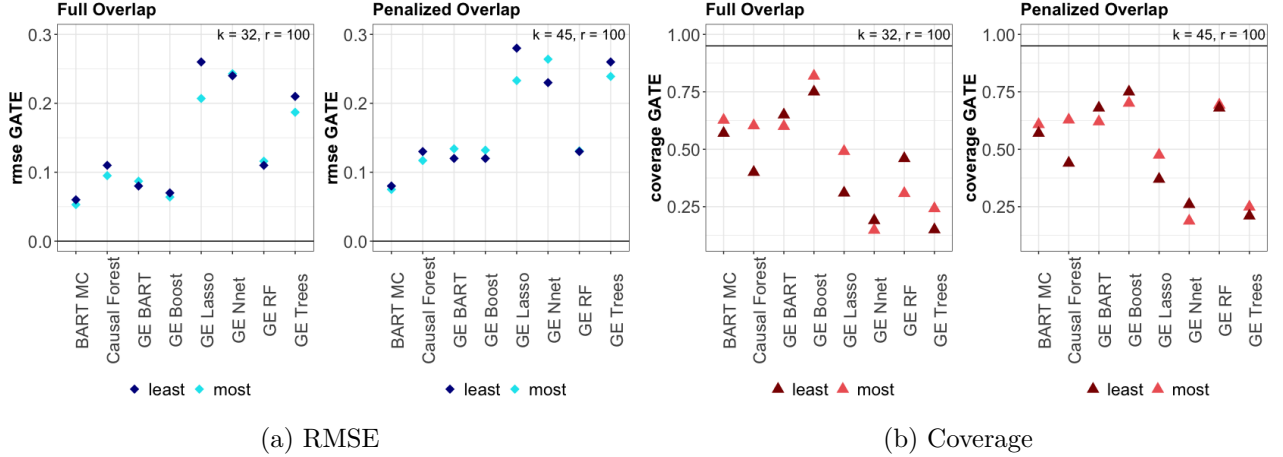 Full Overlap
k = 32, r = 100
rmse GATE
0.3
0.2
0.1
0.0
BART MC
Causal Forest
GE BART
GE Boost
GE Lasso
GE Nnet
GE RF
GE Trees
least most
Penalized Overlap
k = 45, r = 100
rmse GATE
0.3
0.2
0.1
0.0
BART MC
Causal Forest
GE BART
GE Boost
GE Lasso
GE Nnet
GE RF
GE Trees
least most
(a) RMSE
Full Overlap
k = 32, r = 100
coverage GATE
1.00
0.75
0.50
0.25
BART MC
Causal Forest
GE BART
GE Boost
GE Lasso
GE Nnet
GE RF
GE Trees
least most
Penalized Overlap
k = 45, r = 100
coverage GATE
1.00
0.75
0.50
0.25
BART MC
Causal Forest
GE BART
GE Boost
GE Lasso
GE Nnet
GE RF
GE Trees
least most
(b) Coverage